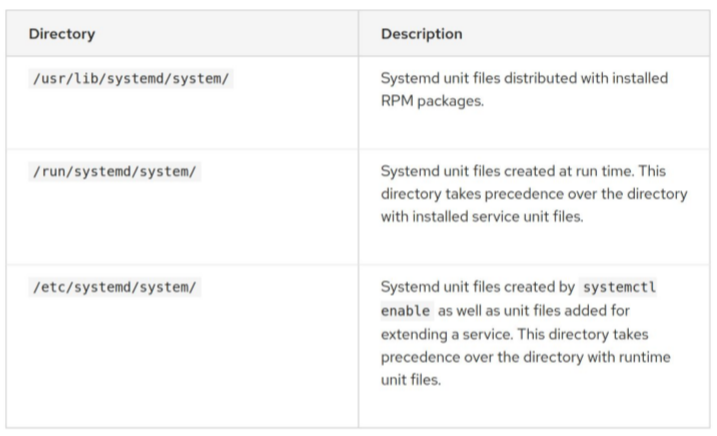 Directory Description
/usr/lib/systemd/system/ Systemd unit files distributed with installed
RPM packages.
/run/systemd/system/ Systemd unit files created at run time. This
directory takes precedence over the directory
with installed service unit files.
/etc/systemd/system/ Systemd unit files created by systemctl
enable as well as unit files added for
extending a service. This directory takes
precedence over the directory with runtime
unit files.